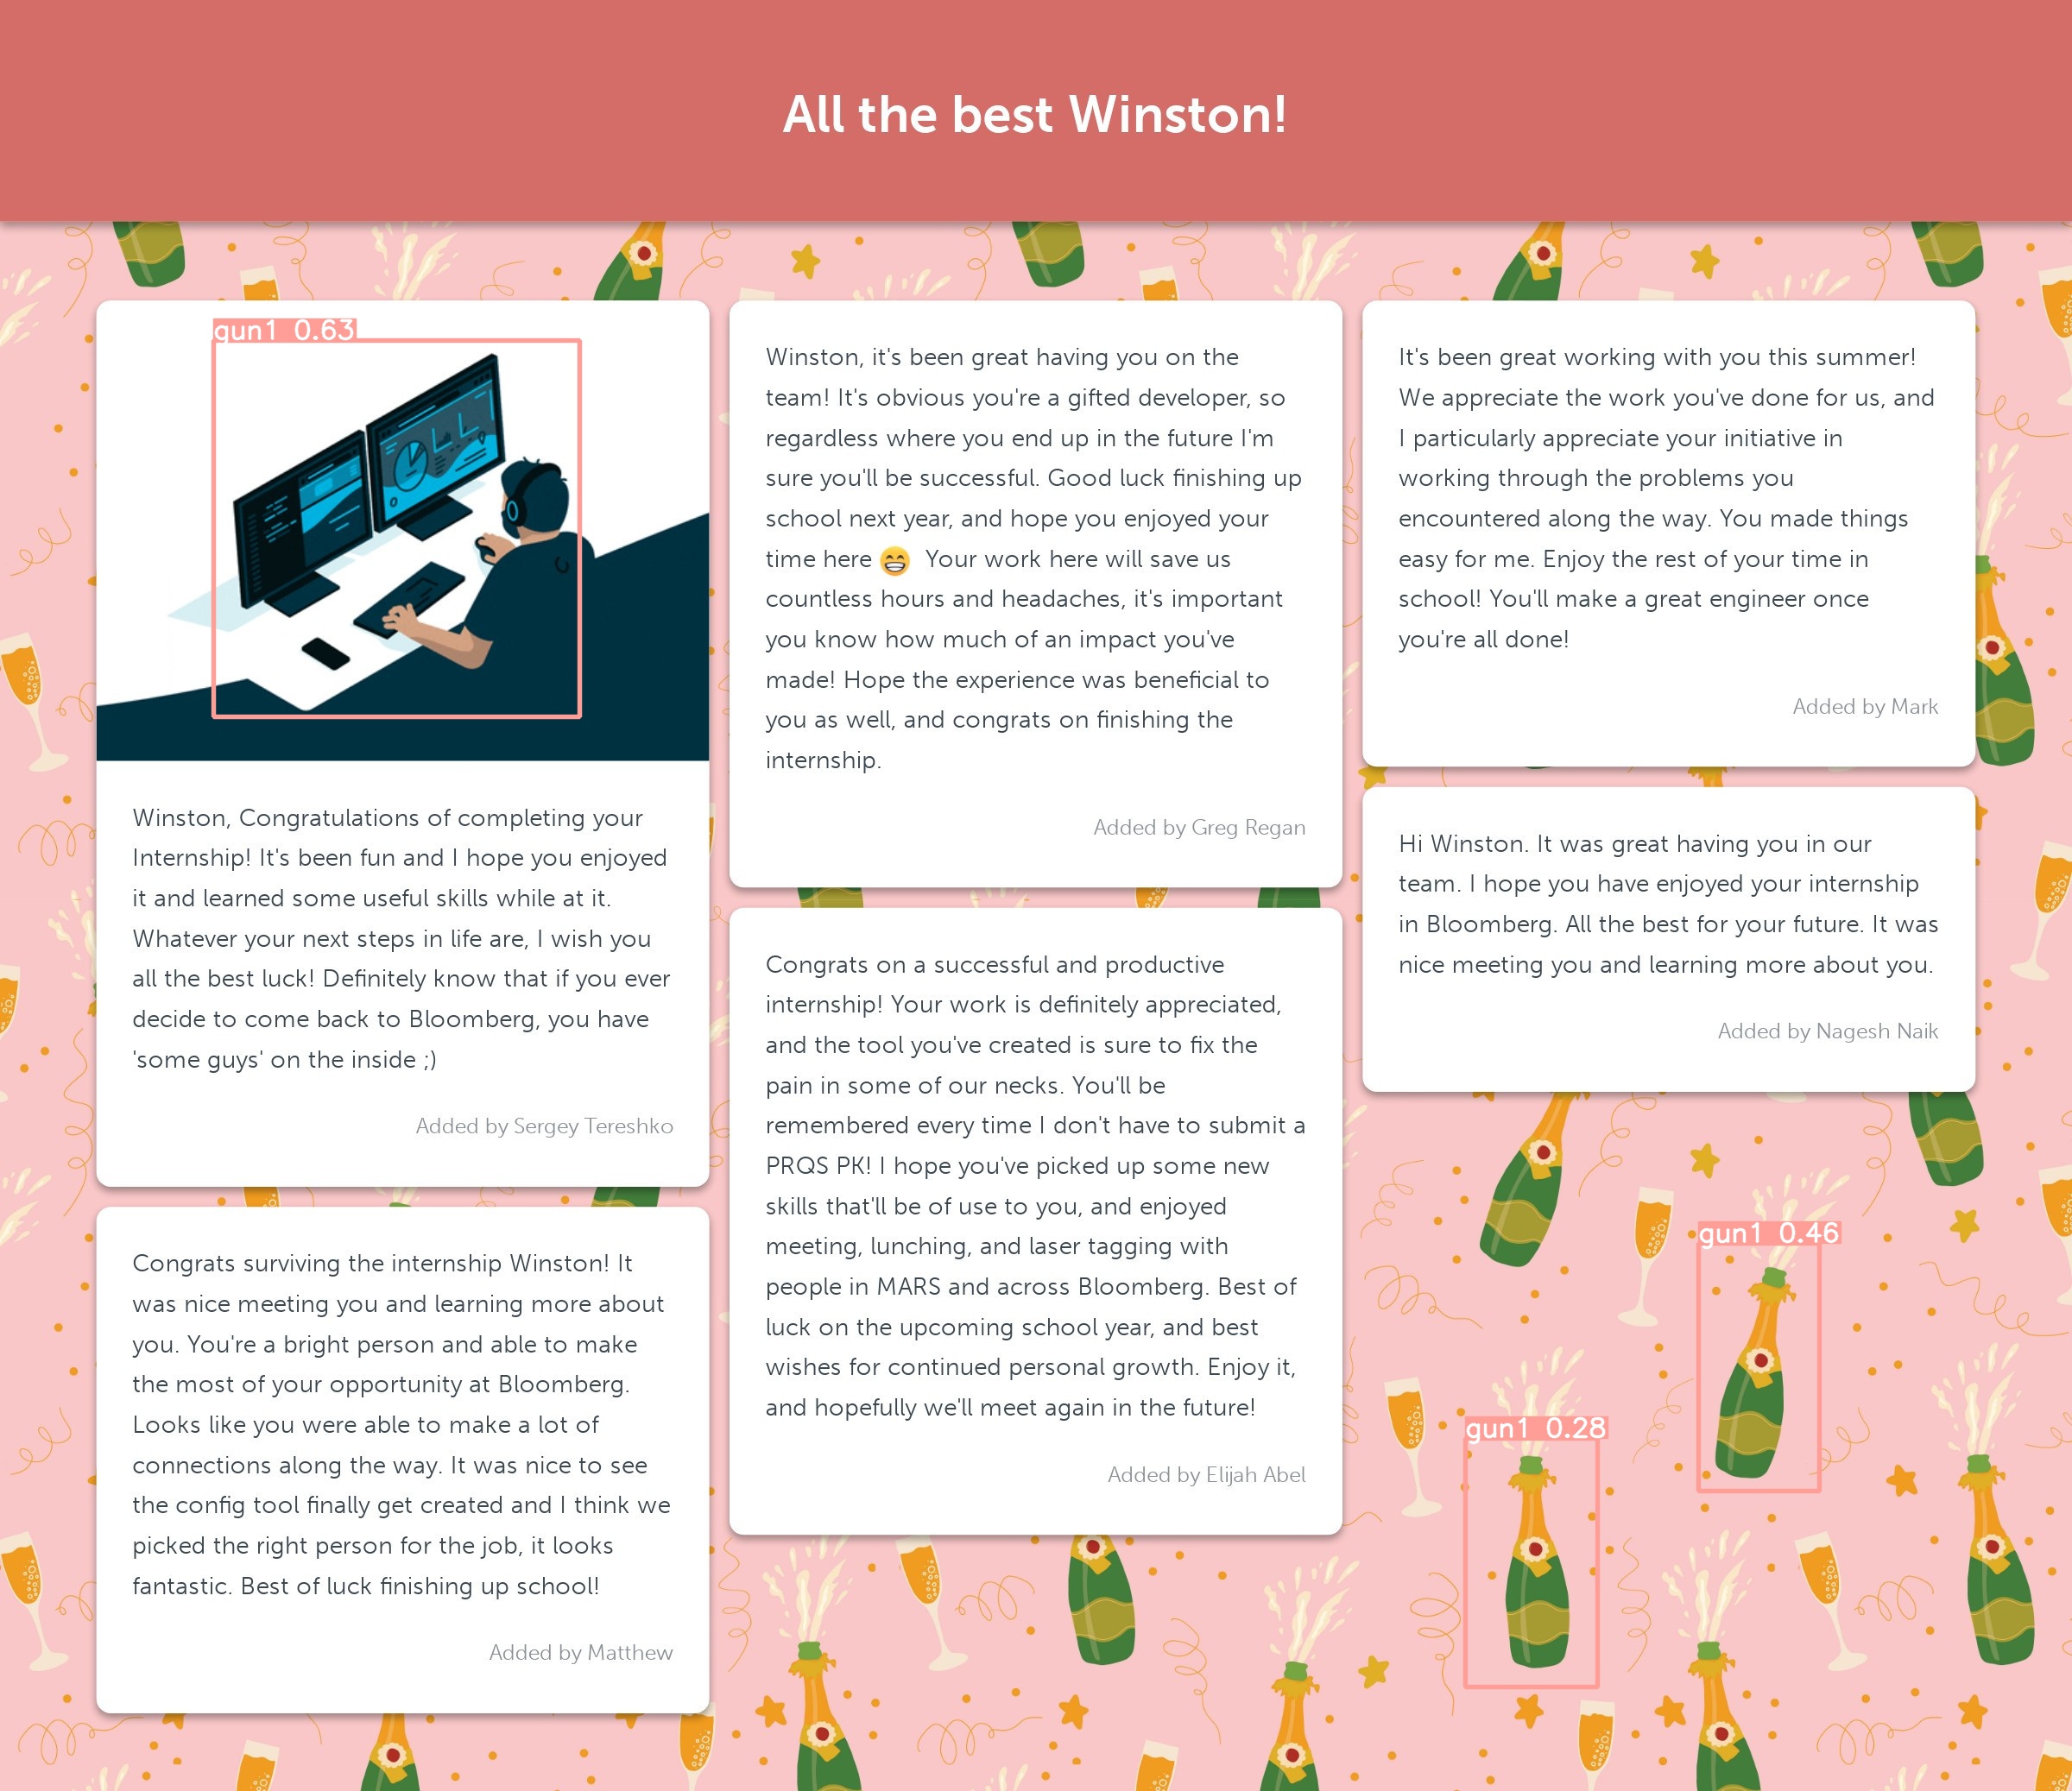 All the best Winston!
gun1 0.63
Winston, Congratulations of completing your
Internship! It's been fun and I hope you enjoyed
it and learned some useful skills while at it.
Whatever your next steps in life are, I wish you
all the best luck! Definitely know that if you ever
decide to come back to Bloomberg, you have
'some guys' on the inside ;)
Added by Sergey Tereshko
Congrats surviving the internship Winston! It
was nice meeting you and learning more about
you. You're a bright person and able to make
the most of your opportunity at Bloomberg.
Looks like you were able to make a lot of
connections along the way. It was nice to see
the config tool finally get created and I think we
picked the right person for the job, it looks
fantastic. Best of luck finishing up school!
Added by Matthew
Winston, it's been great having you on the
team! It's obvious you're a gifted developer, so
regardless where you end up in the future I'm
sure you'll be successful. Good luck finishing up
school next year, and hope you enjoyed your
time here 😁 Your work here will save us
countless hours and headaches, it's important
you know how much of an impact you've
made! Hope the experience was beneficial to
you as well, and congrats on finishing the
internship.
Added by Greg Regan
Congrats on a successful and productive
internship! Your work is definitely appreciated,
and the tool you've created is sure to fix the
pain in some of our necks. You'll be
remembered every time I don't have to submit a
PRQS PK! I hope you've picked up some new
skills that'll be of use to you, and enjoyed
meeting, lunching, and laser tagging with
people in MARS and across Bloomberg. Best of
luck on the upcoming school year, and best
wishes for continued personal growth. Enjoy it,
and hopefully we'll meet again in the future!
Added by Elijah Abel
It's been great working with you this summer!
We appreciate the work you've done for us, and
I particularly appreciate your initiative in
working through the problems you
encountered along the way. You made things
easy for me. Enjoy the rest of your time in
school! You'll make a great engineer once
you're all done!
Added by Mark
Hi Winston. It was great having you in our
team. I hope you have enjoyed your internship
in Bloomberg. All the best for your future. It was
nice meeting you and learning more about you.
Added by Nagesh Naik
gun1 0.46
gun1 0.28